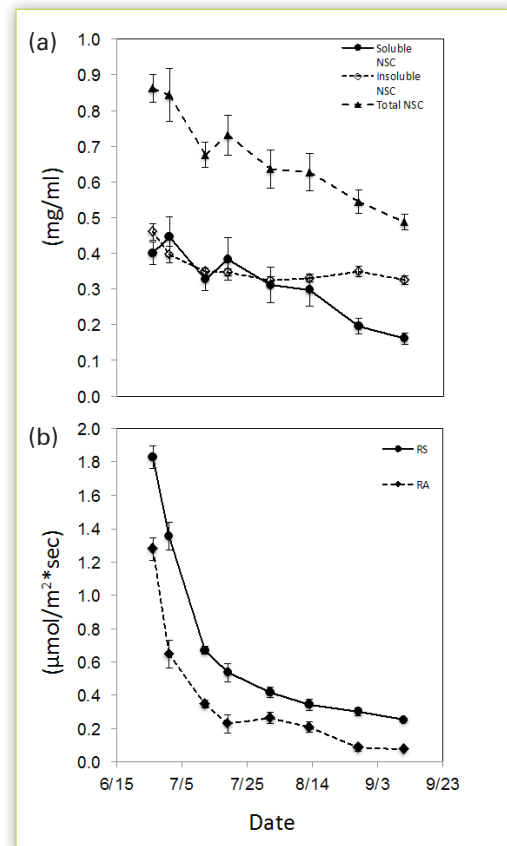 (a)
1.0
0.9
0.8
0.7
0.6
0.5
0.4
0.3
0.2
0.1
0.0
(mg/ml)
Soluble
NSC
Insoluble
NSC
Total NSC
(b)
2.0
1.8
1.6
1.4
1.2
1.0
0.8
0.6
0.4
0.2
0.0
(µmol/m²*sec)
RS
RA
6/15 7/5 7/25 8/14 9/3 9/23
Date